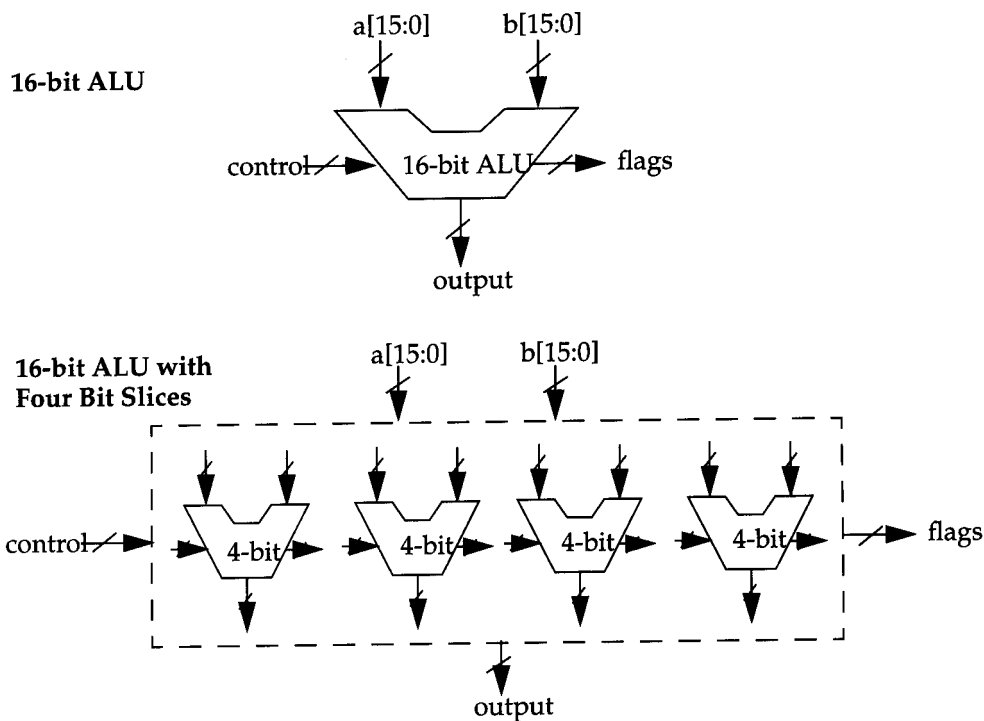 a[15:0]
b[15:0]
16-bit ALU
control
16-bit ALU
flags
output
16-bit ALU with
Four Bit Slices
a[15:0]
b[15:0]
control
4-bit
4-bit
4-bit
4-bit
flags
output